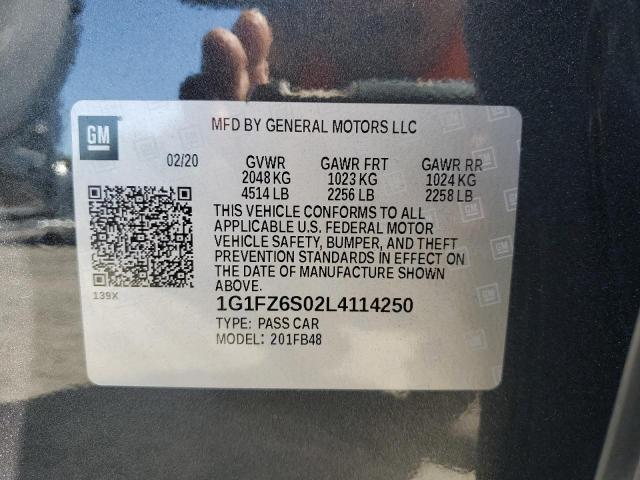 GM
MFD BY GENERAL MOTORS LLC
02/20 GVWR GAWR FRT GAWR RR
2048 KG 1023 KG 1024 KG
4514 LB 2256 LB 2258 LB
THIS VEHICLE CONFORMS TO ALL
APPLICABLE U.S. FEDERAL MOTOR
VEHICLE SAFETY, BUMPER, AND THEFT
PREVENTION STANDARDS IN EFFECT ON
THE DATE OF MANUFACTURE SHOWN
ABOVE.
139X
1G1FZ6S02L4114250
TYPE: PASS CAR
MODEL: 201FB48